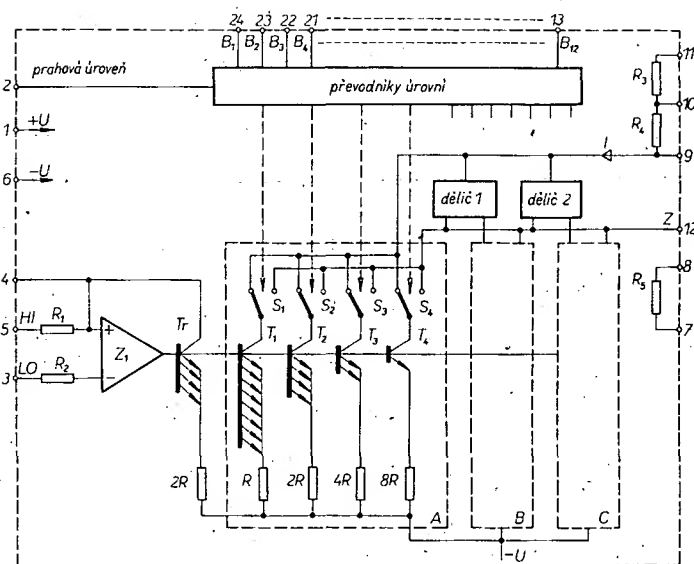 24 23 22 21 13
B1 B2 B3 B4 B12
11
R3
2 prahová úroveň
převodníky úrovní
10
R4
1 +U
I
9
6 -U
dělič 1 dělič 2
Z
12
4
8
S1 S2 S3 S4
R5
5 HI R1
+
Tr T1 T2 T3 T4
7
Z1
3 LO R2
-
2R R 2R 4R 8R
A B C
-U